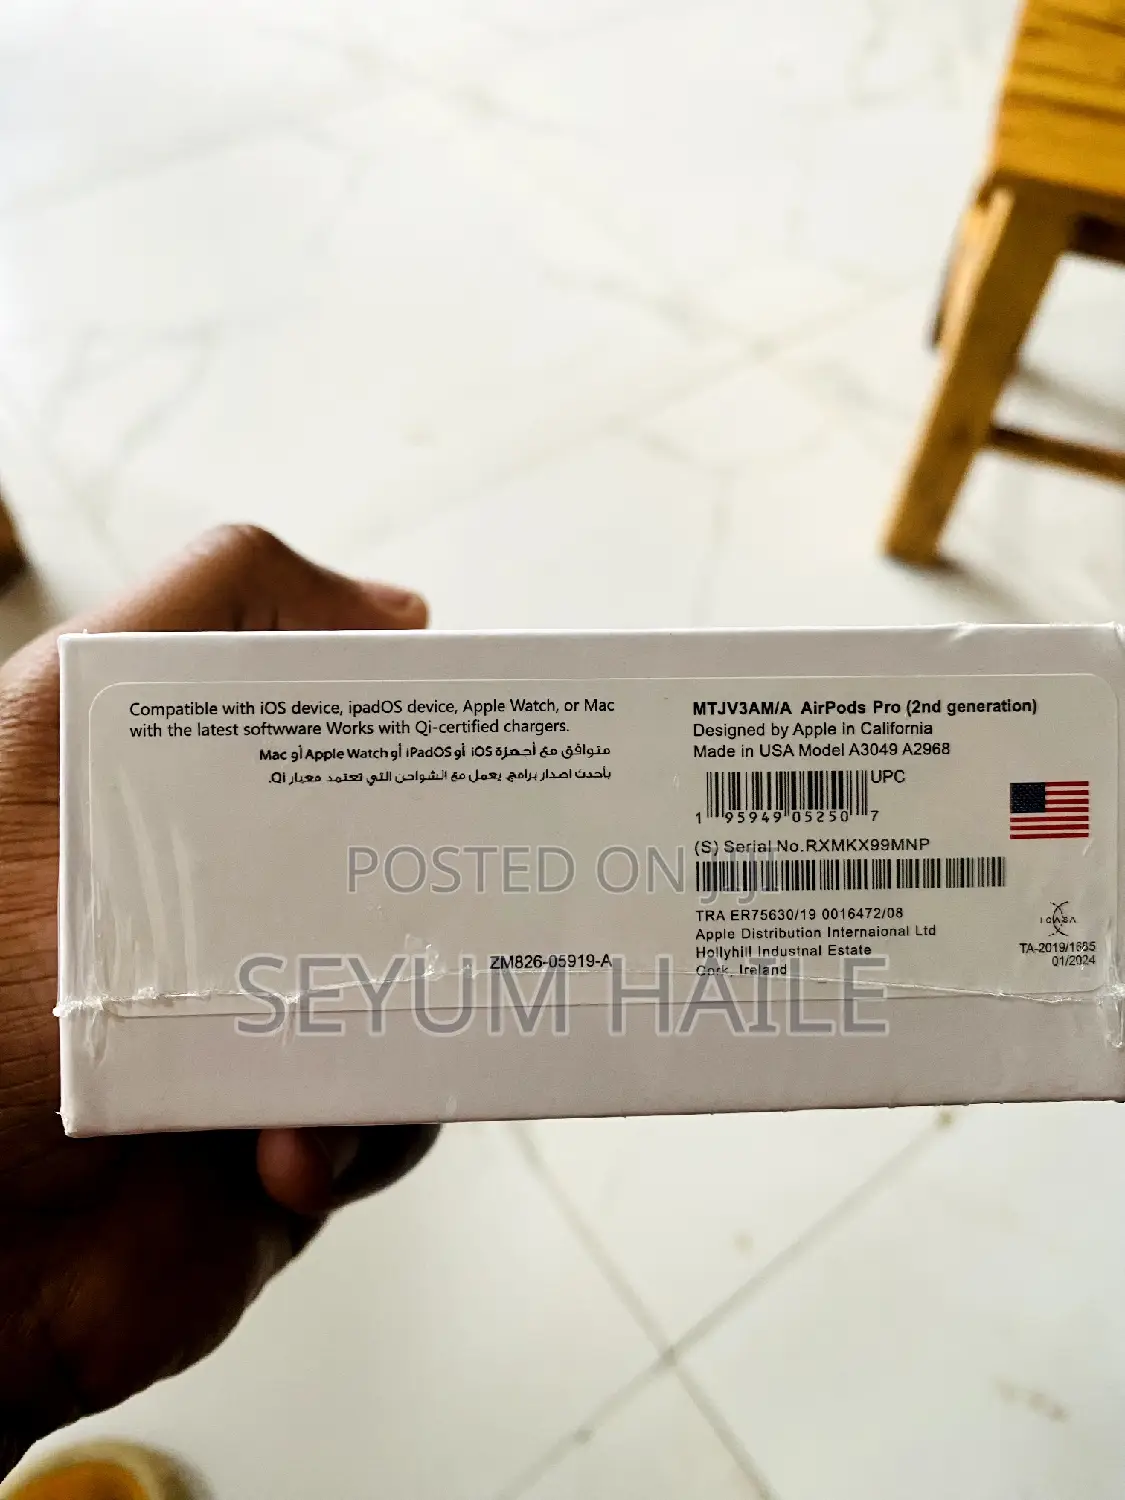 Compatible with iOS device, ipadOS device, Apple Watch, or Mac
with the latest softwware Works with Qi-certified chargers.
متوافق مع أجهزة iOS أو iPadOS أو Apple Watch أو Mac
بأحدث اصدار برامج. يعمل مع الشواحن التي تعتمد معيار Qi.
ZM826-05919-A
MTJV3AM/A AirPods Pro (2nd generation)
Designed by Apple in California
Made in USA Model A3049 A2968
UPC
1 95949 05250 7
(S) Serial No.RXMKX99MNP
TRA ER75630/19 0016472/08
Apple Distribution Internaional Ltd
Hollyhill Industnal Estate
Cork, Ireland
ICASA
TA-2019/1685
01/2024
POSTED ON JIJI
SEYUM HAILE